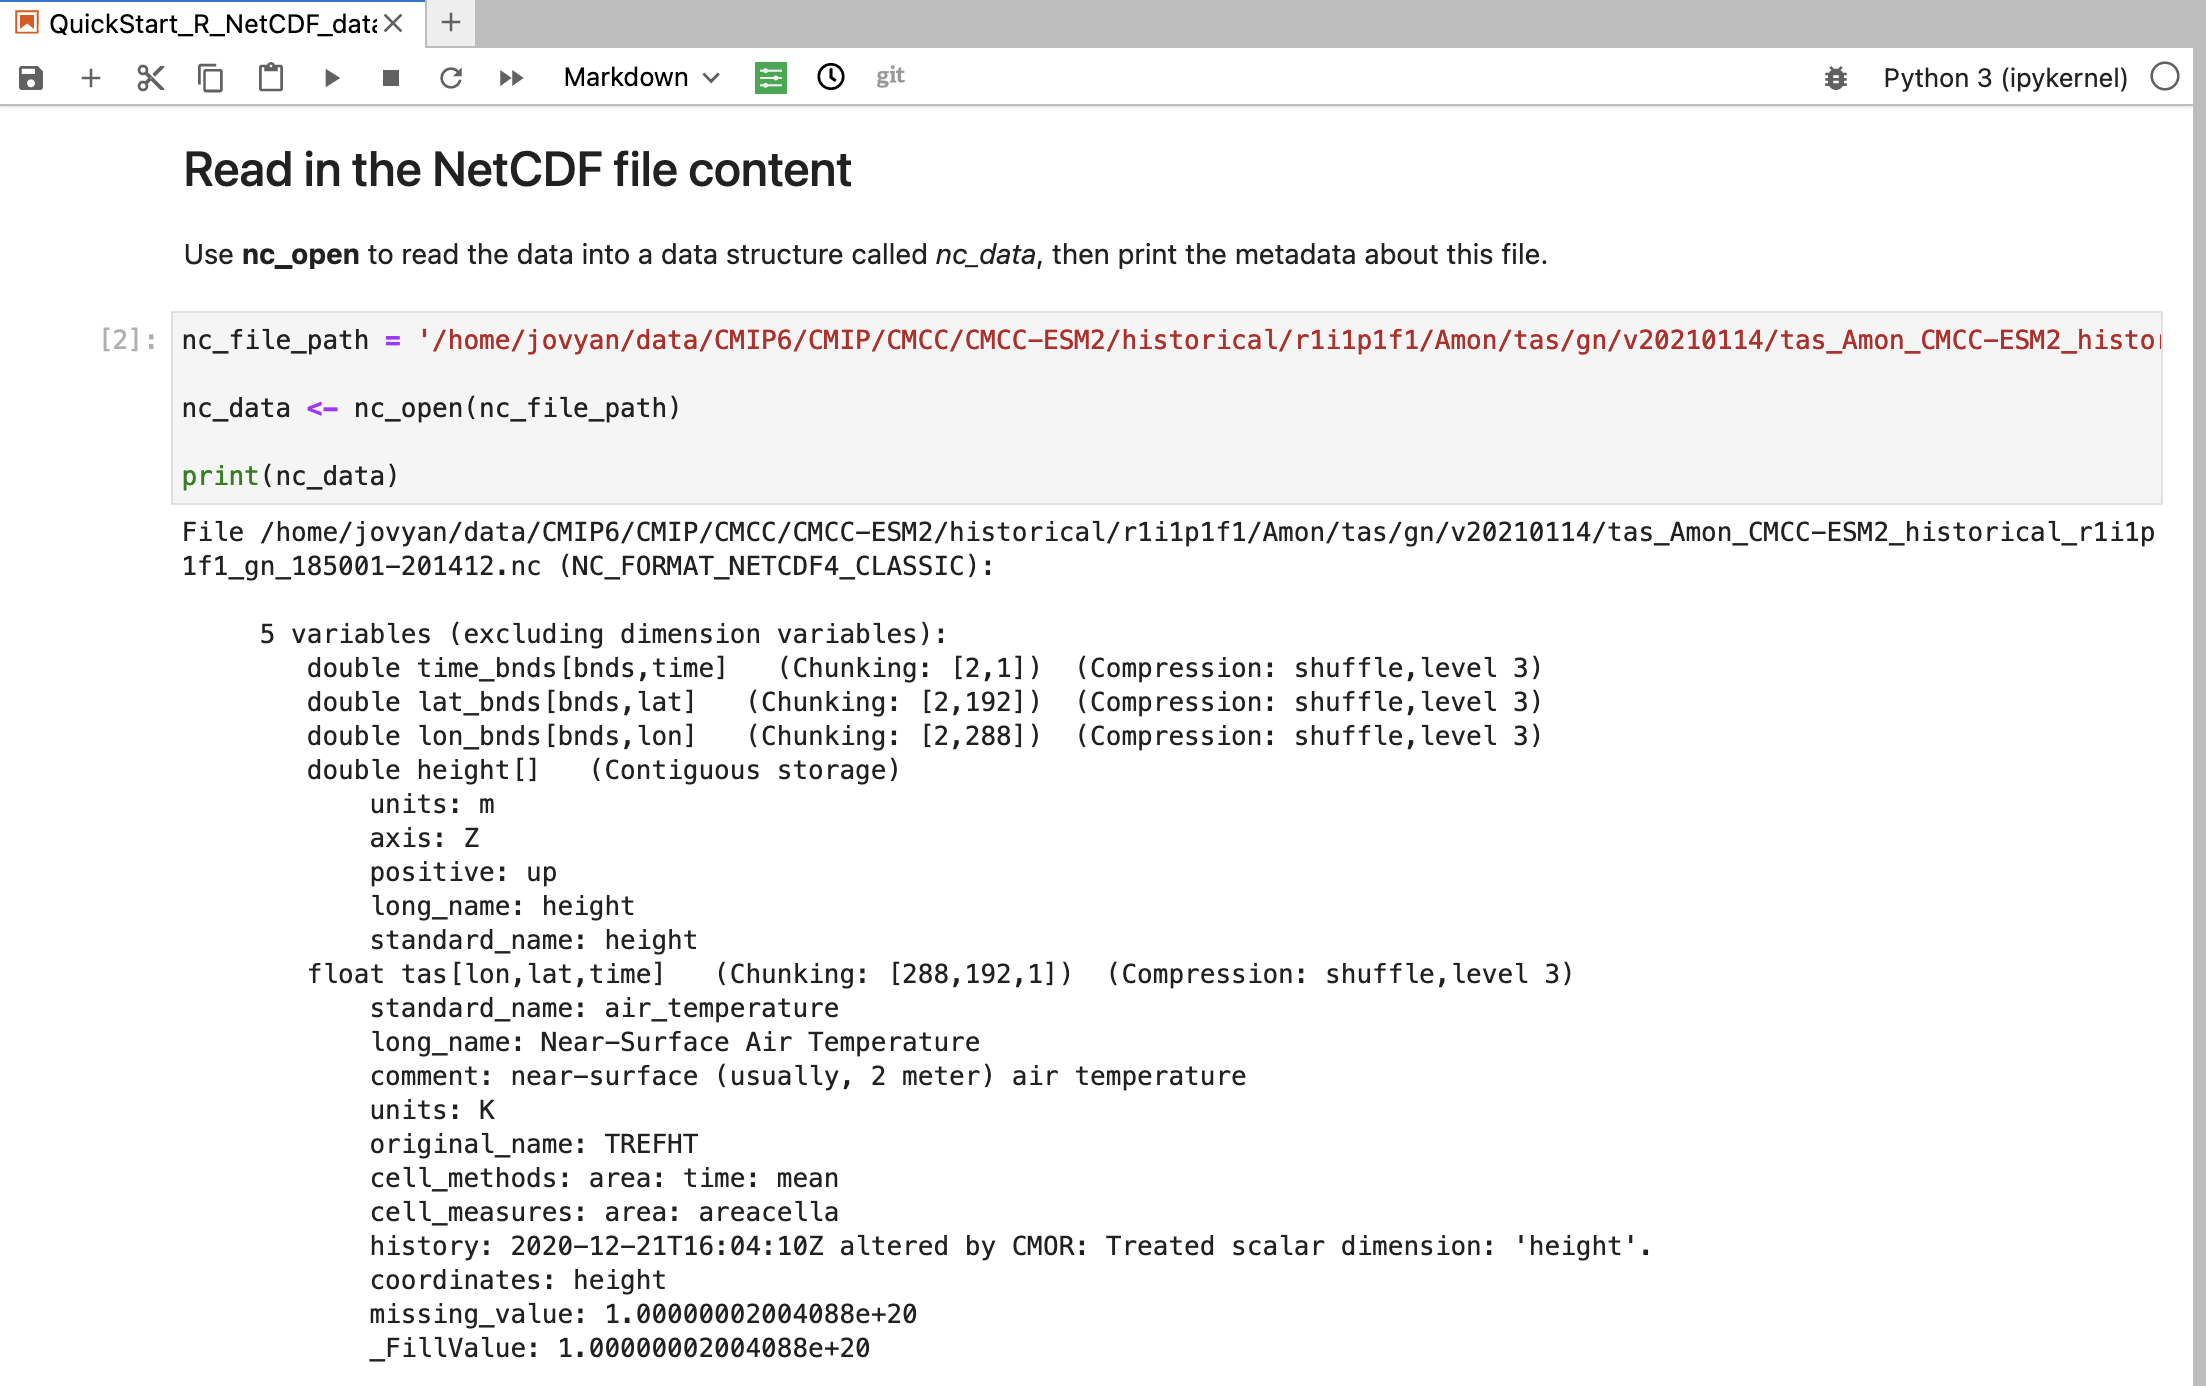 QuickStart_R_NetCDF_data
Markdown
git
Python 3 (ipykernel)
Read in the NetCDF file content
Use nc_open to read the data into a data structure called nc_data, then print the metadata about this file.
[2]:
nc_file_path = '/home/jovyan/data/CMIP6/CMIP/CMCC/CMCC-ESM2/historical/r1i1p1f1/Amon/tas/gn/v20210114/tas_Amon_CMCC-ESM2_histor
nc_data <- nc_open(nc_file_path)
print(nc_data)
File /home/jovyan/data/CMIP6/CMIP/CMCC/CMCC-ESM2/historical/r1i1p1f1/Amon/tas/gn/v20210114/tas_Amon_CMCC-ESM2_historical_r1i1p
1f1_gn_185001-201412.nc (NC_FORMAT_NETCDF4_CLASSIC):
5 variables (excluding dimension variables):
double time_bnds[bnds,time]   (Chunking: [2,1])  (Compression: shuffle,level 3)
double lat_bnds[bnds,lat]   (Chunking: [2,192])  (Compression: shuffle,level 3)
double lon_bnds[bnds,lon]   (Chunking: [2,288])  (Compression: shuffle,level 3)
double height[]   (Contiguous storage)
units: m
axis: Z
positive: up
long_name: height
standard_name: height
float tas[lon,lat,time]   (Chunking: [288,192,1])  (Compression: shuffle,level 3)
standard_name: air_temperature
long_name: Near-Surface Air Temperature
comment: near-surface (usually, 2 meter) air temperature
units: K
original_name: TREFHT
cell_methods: area: time: mean
cell_measures: area: areacella
history: 2020-12-21T16:04:10Z altered by CMOR: Treated scalar dimension: 'height'.
coordinates: height
missing_value: 1.00000002004088e+20
_FillValue: 1.00000002004088e+20